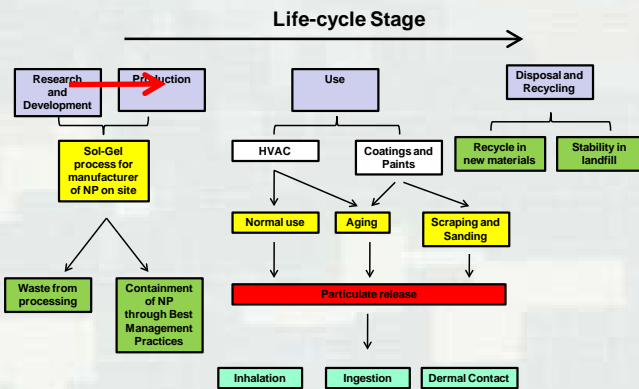 Life-cycle Stage
Research
and
Development
Production
Use
Disposal and
Recycling
Sol-Gel
process for
manufacturer
of NP on site
HVAC
Coatings and
Paints
Recycle in
new materials
Stability in
landfill
Normal use
Aging
Scraping and
Sanding
Waste from
processing
Containment
of NP
through Best
Management
Practices
Particulate release
Inhalation
Ingestion
Dermal Contact